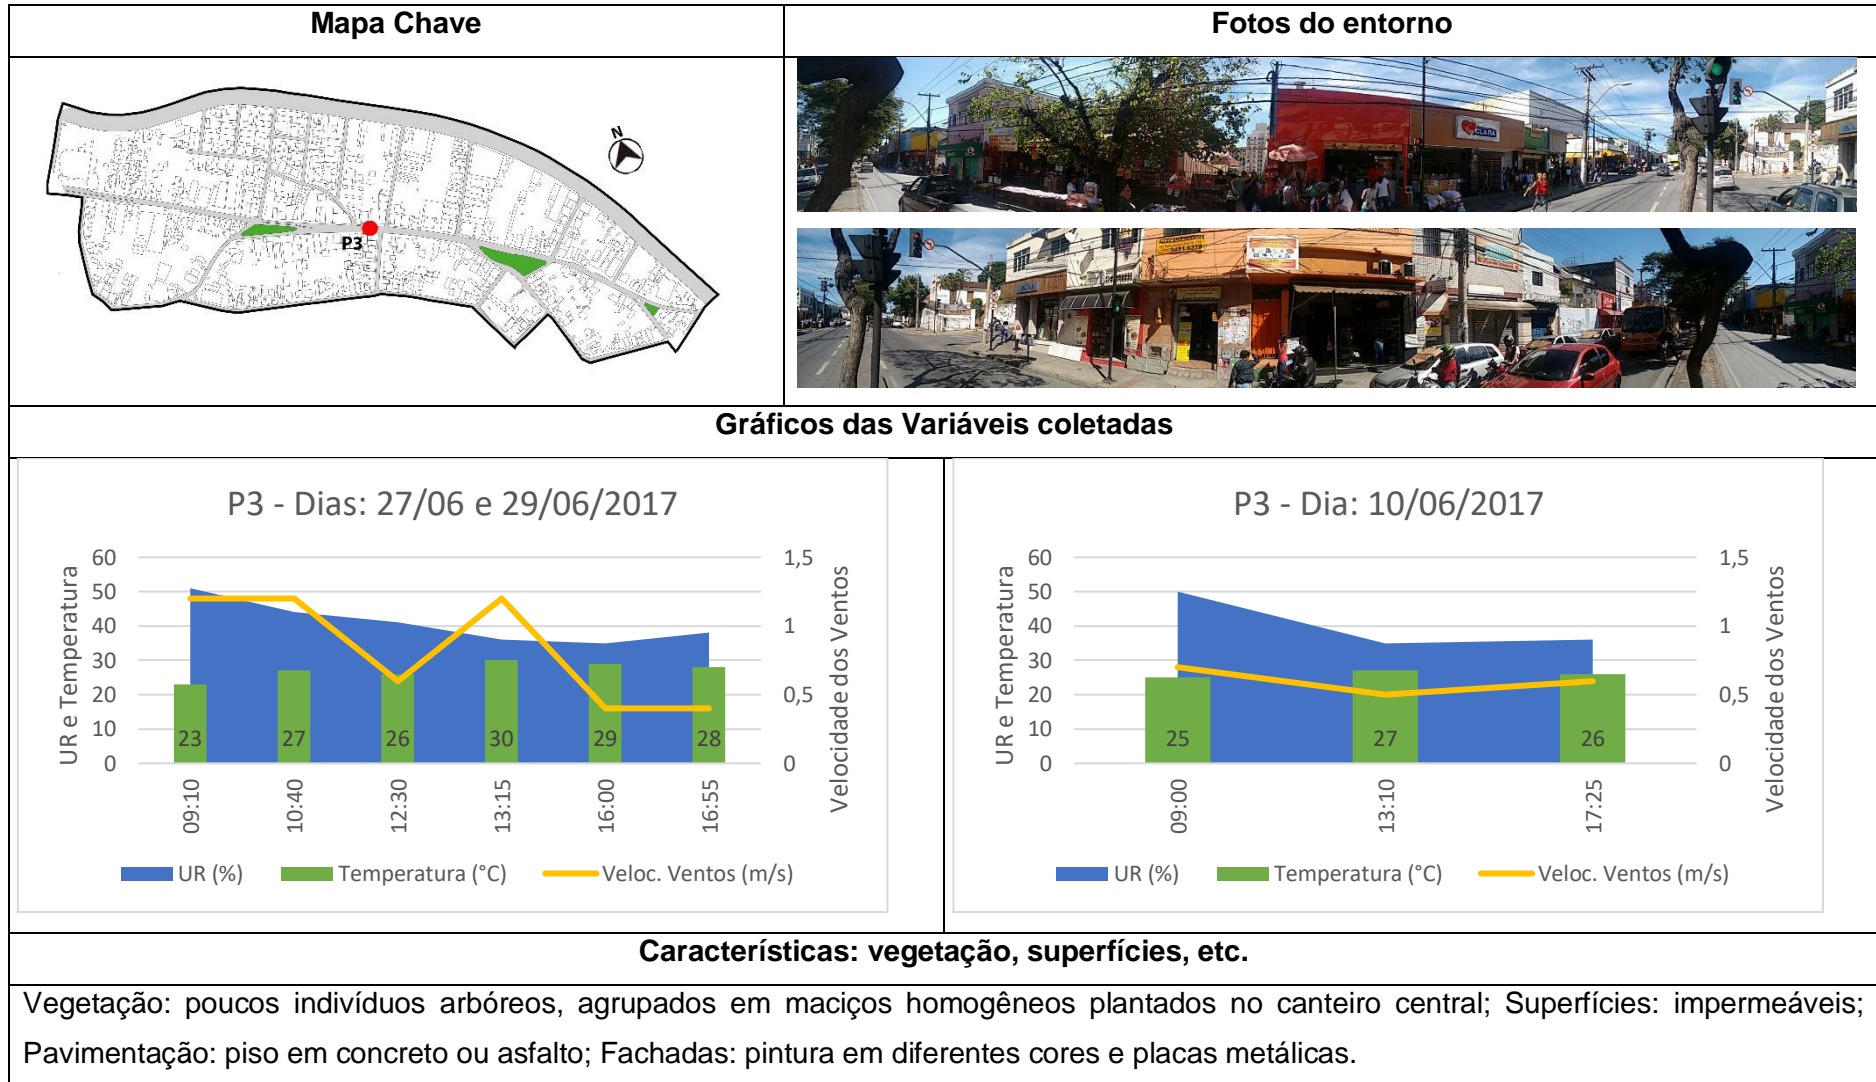 Mapa Chave
Fotos do entorno
N
P3
CLARA
3451.6379
Gráficos das Variáveis coletadas
P3 - Dias: 27/06 e 29/06/2017
UR e Temperatura
60
50
40
30
20
10
0
1,5
1
0,5
0
Velocidade dos Ventos
23
27
26
30
29
28
09:10
10:40
12:30
13:15
16:00
16:55
UR (%)
Temperatura (°C)
Veloc. Ventos (m/s)
P3 - Dia: 10/06/2017
UR e Temperatura
60
50
40
30
20
10
0
1,5
1
0,5
0
Velocidade dos Ventos
25
27
26
09:00
13:10
17:25
UR (%)
Temperatura (°C)
Veloc. Ventos (m/s)
Características: vegetação, superfícies, etc.
Vegetação: poucos indivíduos arbóreos, agrupados em maciços homogêneos plantados no canteiro central; Superfícies: impermeáveis;
Pavimentação: piso em concreto ou asfalto; Fachadas: pintura em diferentes cores e placas metálicas.